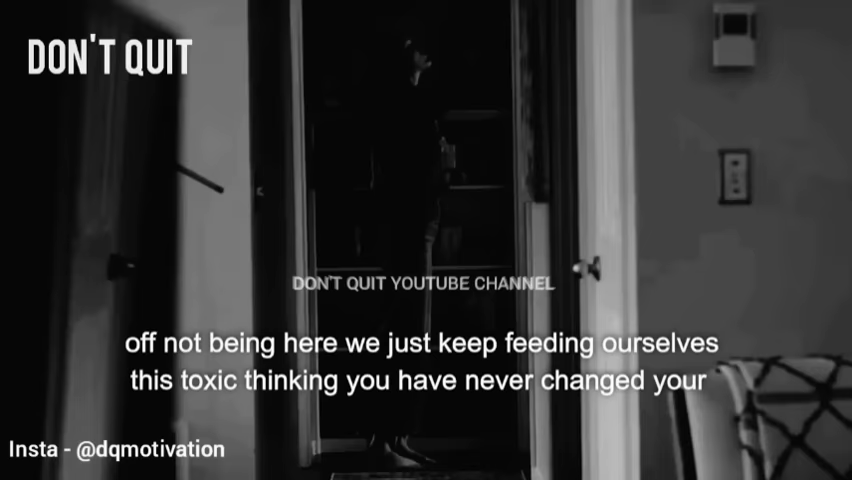 DON'T QUIT
DON'T QUIT YOUTUBE CHANNEL
off not being here we just keep feeding ourselves
this toxic thinking you have never changed your
Insta - @dqmotivation